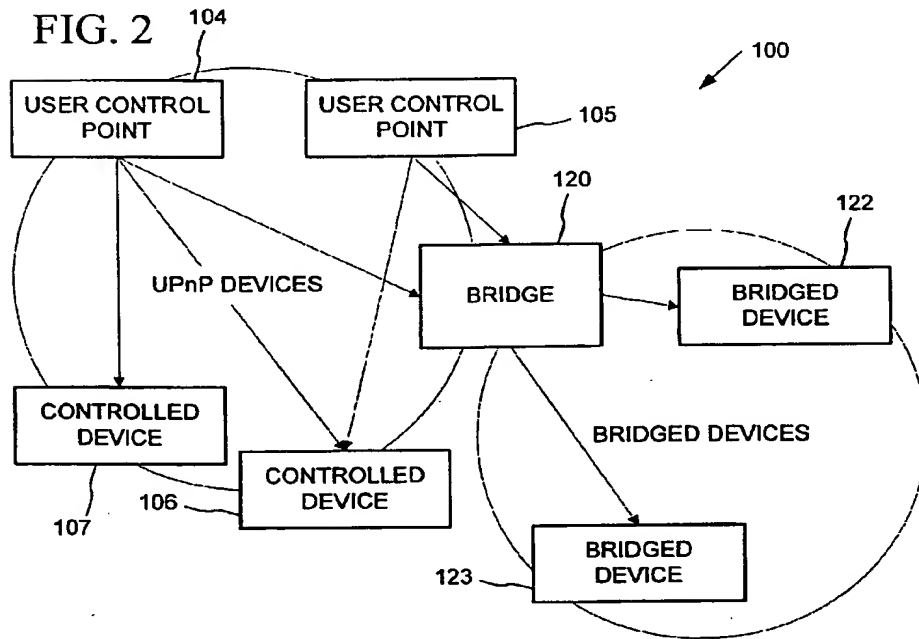 FIG. 2
104
100
USER CONTROL
POINT
USER CONTROL
POINT
105
120
122
UPnP DEVICES
BRIDGE
BRIDGED
DEVICE
CONTROLLED
DEVICE
BRIDGED DEVICES
107
106
CONTROLLED
DEVICE
123
BRIDGED
DEVICE